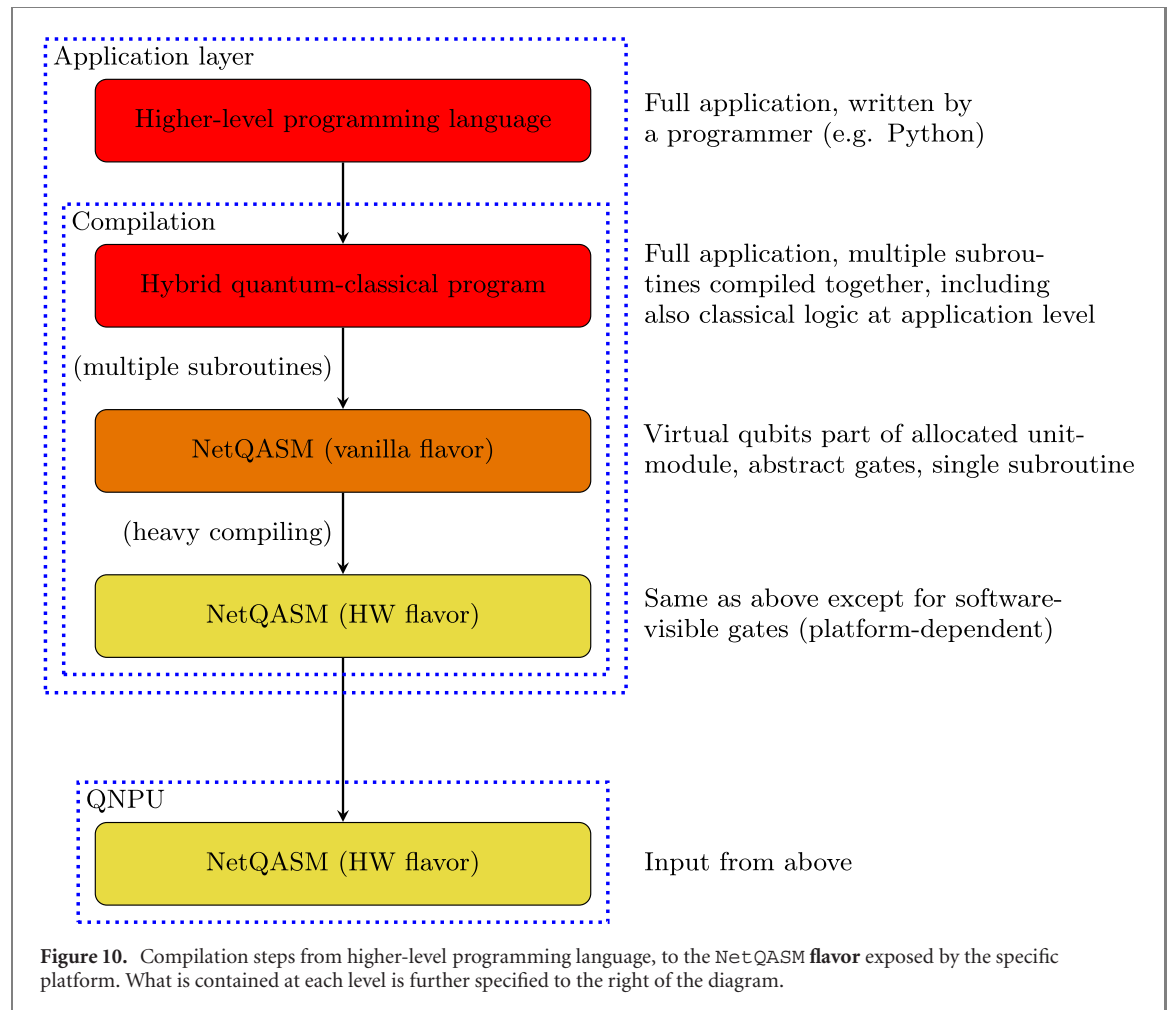 Application layer
Higher-level programming language
Full application, written by
a programmer (e.g. Python)
Compilation
Hybrid quantum-classical program
Full application, multiple subrou-
tines compiled together, including
also classical logic at application level
(multiple subroutines)
NetQASM (vanilla flavor)
Virtual qubits part of allocated unit-
module, abstract gates, single subroutine
(heavy compiling)
NetQASM (HW flavor)
Same as above except for software-
visible gates (platform-dependent)
QNPU
NetQASM (HW flavor)
Input from above
Figure 10. Compilation steps from higher-level programming language, to the NetQASM flavor exposed by the specific
platform. What is contained at each level is further specified to the right of the diagram.